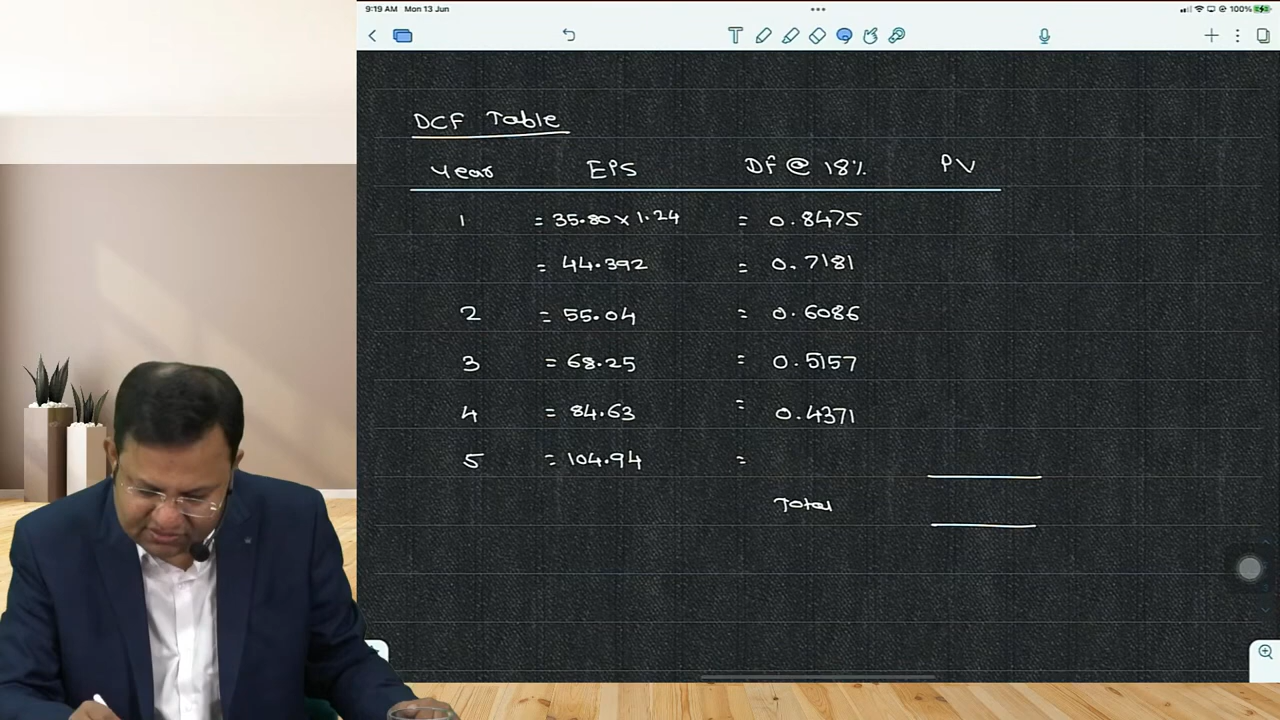 9:19 AM Mon 13 Jun
100%
DCF Table
Year EPS DF @ 18% PV
1 = 35.80 x 1.24 = 0.8475
= 44.392 = 0.7181
2 = 55.04 = 0.6086
3 = 68.25 = 0.5157
4 = 84.63 = 0.4371
5 = 104.94 =
Total